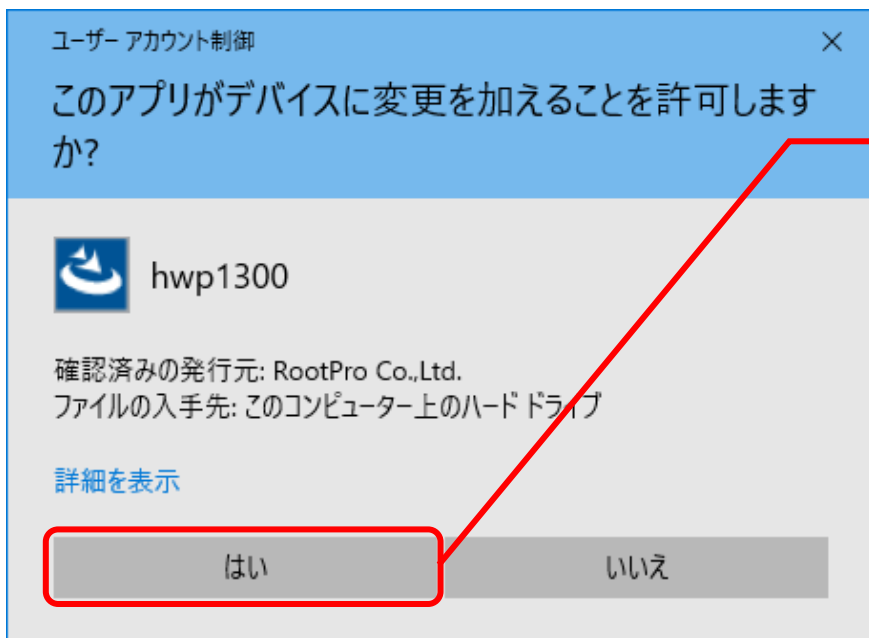 ユーザー アカウント制御
このアプリがデバイスに変更を加えることを許可します
か?
hwp1300
確認済みの発行元: RootPro Co.,Ltd.
ファイルの入手先: このコンピューター上のハード ドライブ
詳細を表示
はい
いいえ